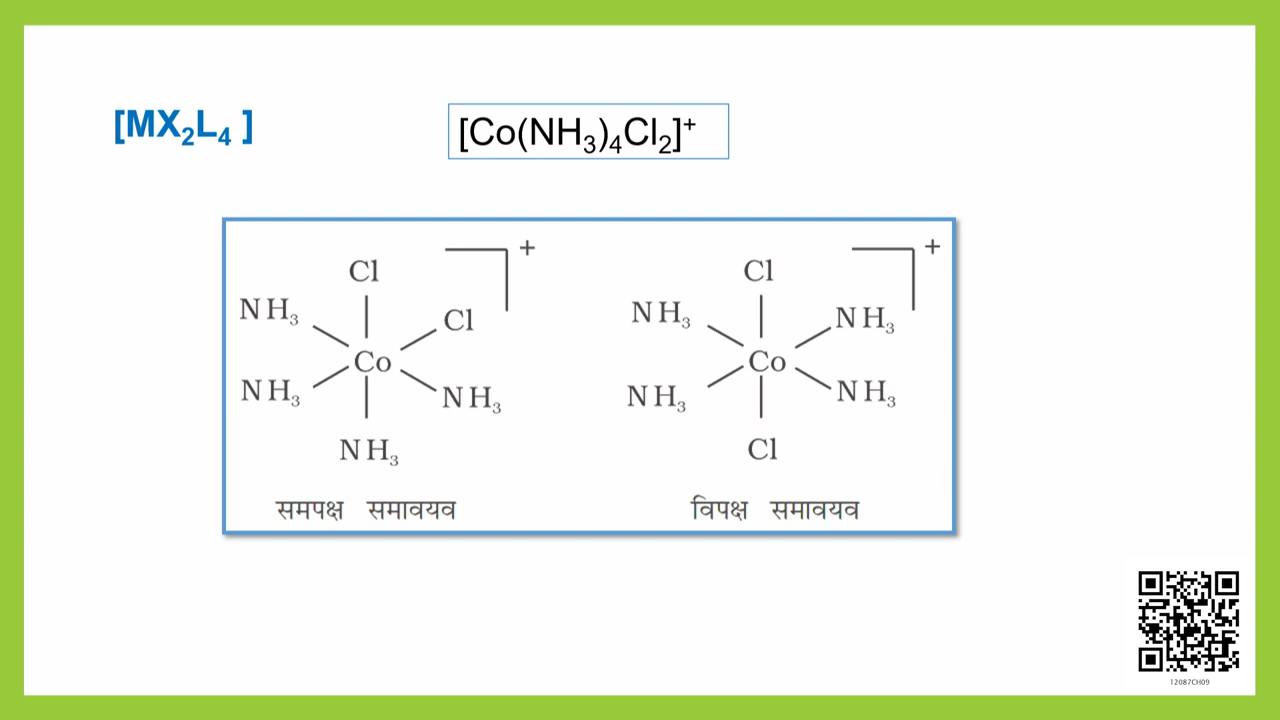 [MX₂L₄ ]
[Co(NH₃)₄Cl₂]⁺
+
Cl
NH₃
Cl
Co
NH₃
NH₃
NH₃
समपक्ष समावयव
+
Cl
NH₃
NH₃
Co
NH₃
NH₃
Cl
विपक्ष समावयव
12087CH09